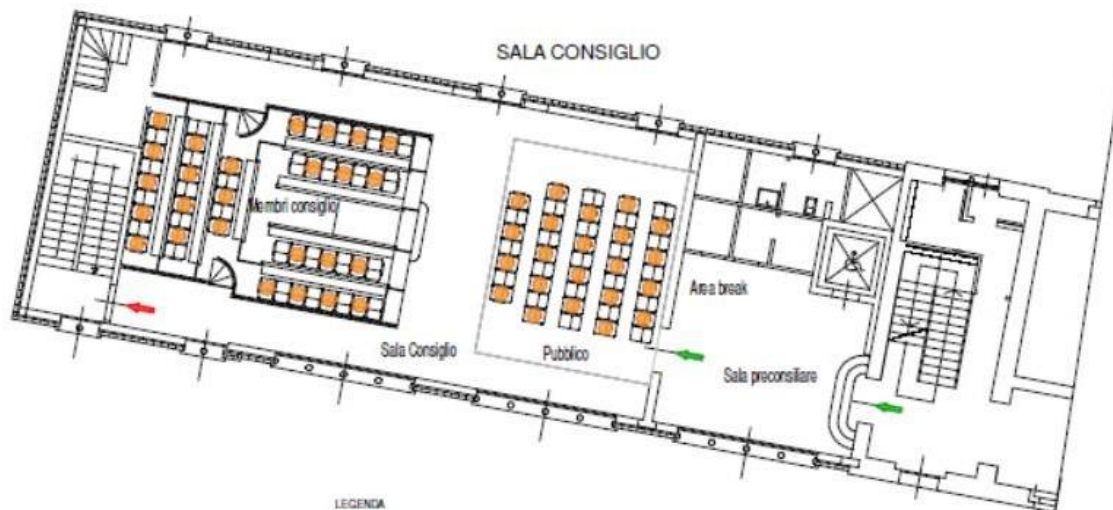 SALA CONSIGLIO
Membri consiglio
Area break
Sala Consiglio
Pubblico
Sala preconsiliare
LEGENDA